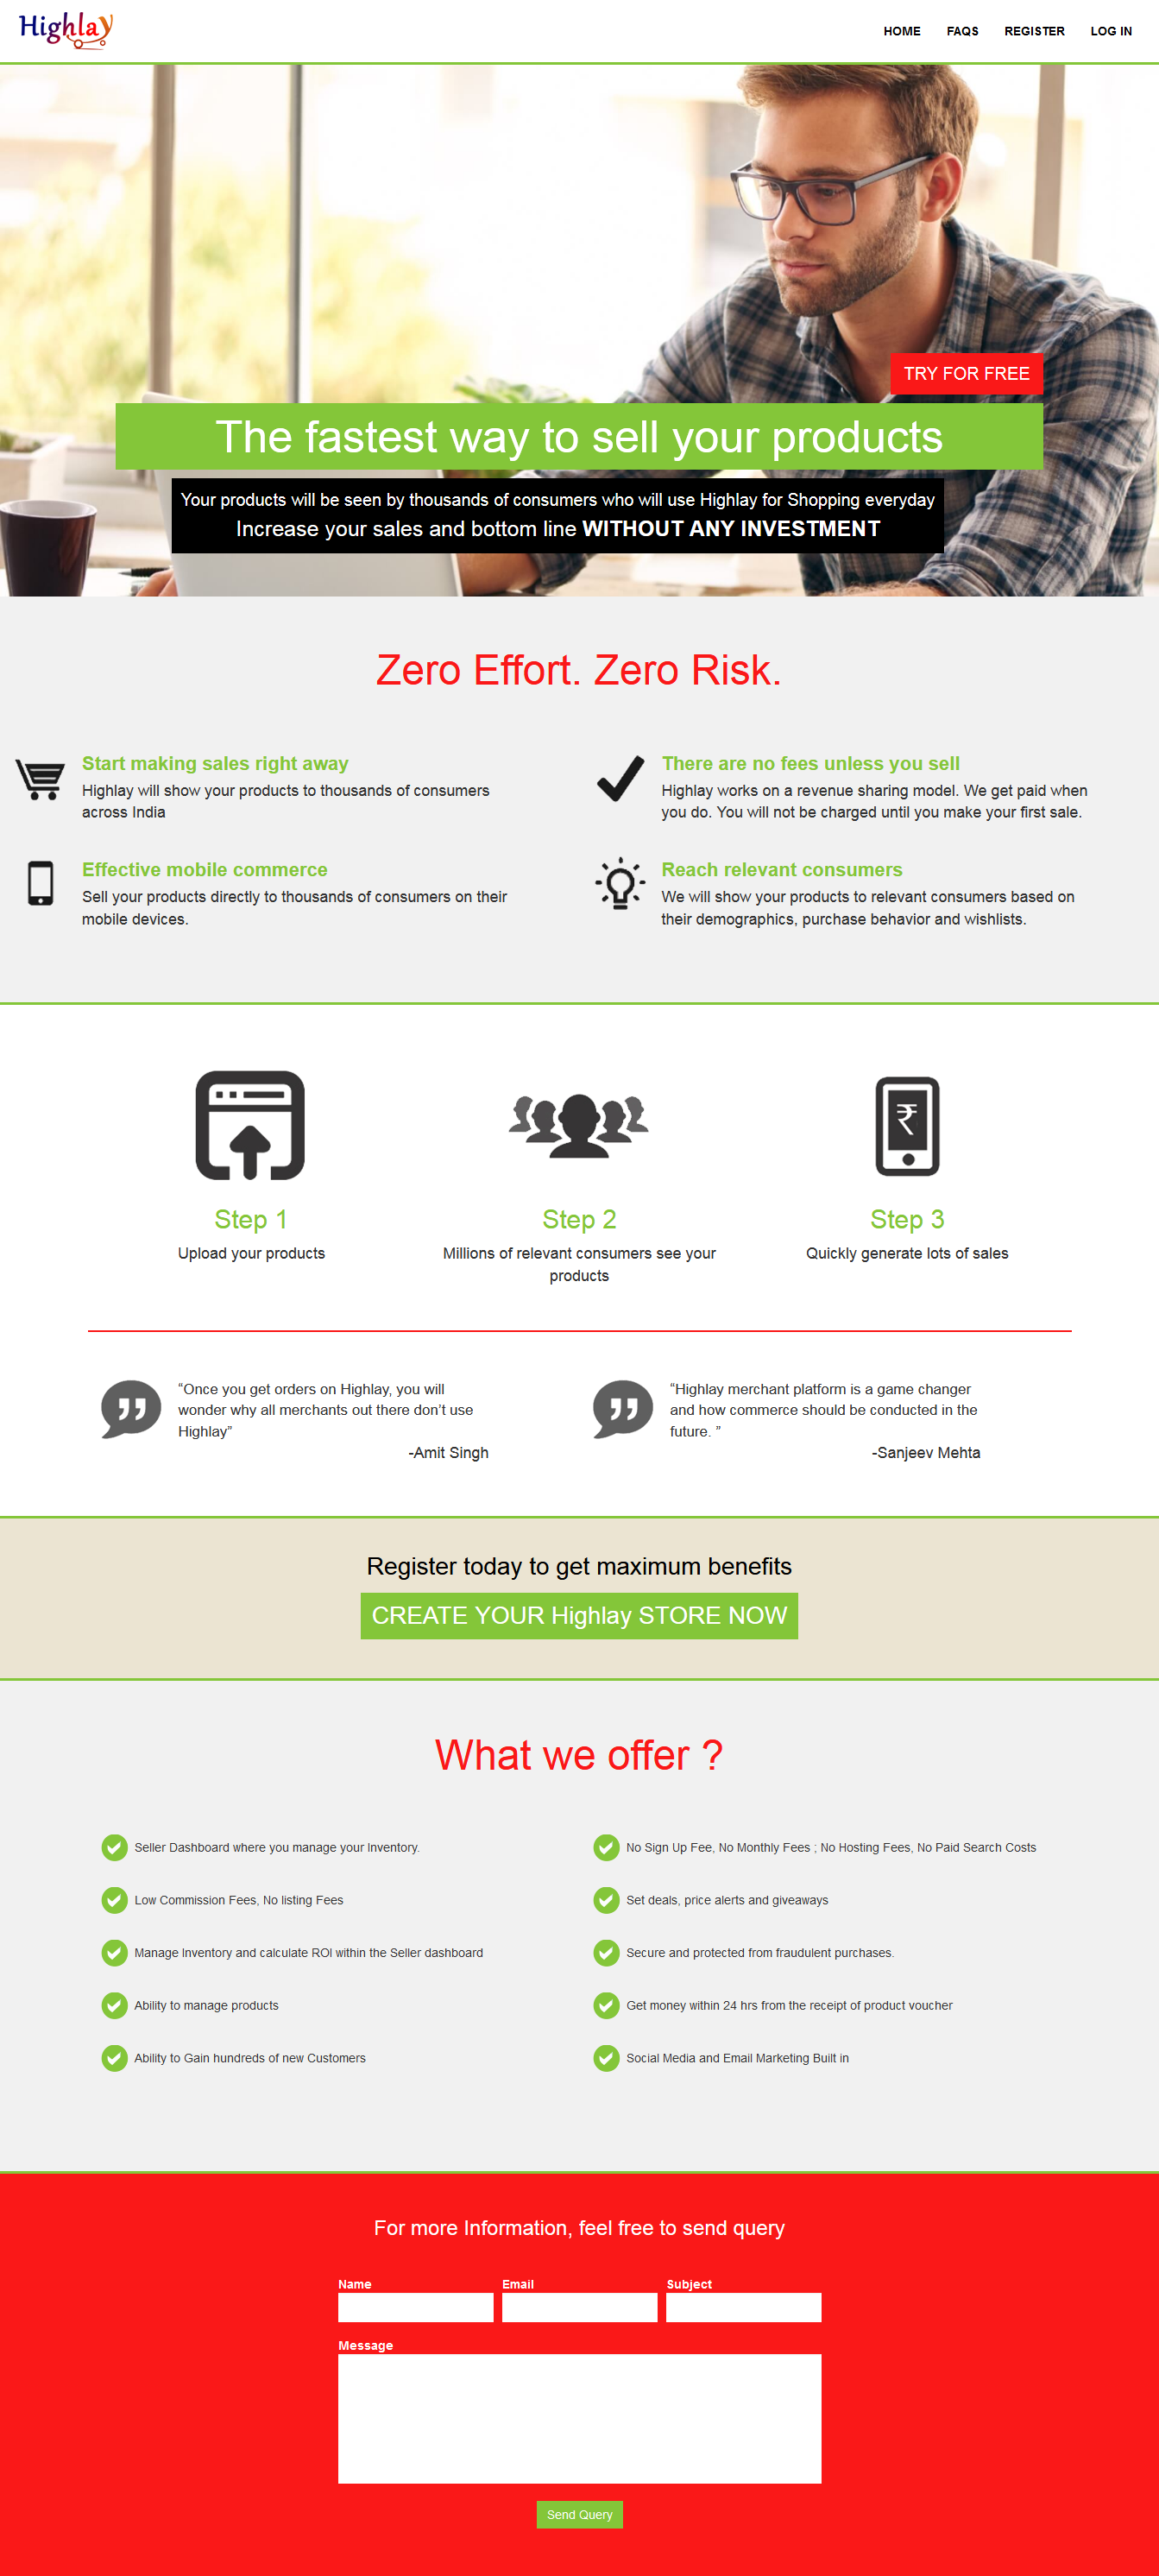 Highlay
HOME FAQS REGISTER LOG IN
TRY FOR FREE
The fastest way to sell your products
Your products will be seen by thousands of consumers who will use Highlay for Shopping everyday
Increase your sales and bottom line WITHOUT ANY INVESTMENT
Zero Effort. Zero Risk.
Start making sales right away
Highlay will show your products to thousands of consumers
across India
There are no fees unless you sell
Highlay works on a revenue sharing model. We get paid when
you do. You will not be charged until you make your first sale.
Effective mobile commerce
Sell your products directly to thousands of consumers on their
mobile devices.
Reach relevant consumers
We will show your products to relevant consumers based on
their demographics, purchase behavior and wishlists.
₹
Step 1
Upload your products
Step 2
Millions of relevant consumers see your
products
Step 3
Quickly generate lots of sales
“Once you get orders on Highlay, you will
wonder why all merchants out there don’t use
Highlay”
-Amit Singh
“Highlay merchant platform is a game changer
and how commerce should be conducted in the
future. ”
-Sanjeev Mehta
Register today to get maximum benefits
CREATE YOUR Highlay STORE NOW
What we offer ?
Seller Dashboard where you manage your Inventory.
Low Commission Fees, No listing Fees
Manage Inventory and calculate ROI within the Seller dashboard
Ability to manage products
Ability to Gain hundreds of new Customers
No Sign Up Fee, No Monthly Fees ; No Hosting Fees, No Paid Search Costs
Set deals, price alerts and giveaways
Secure and protected from fraudulent purchases.
Get money within 24 hrs from the receipt of product voucher
Social Media and Email Marketing Built in
For more Information, feel free to send query
Name Email Subject
Message
Send Query